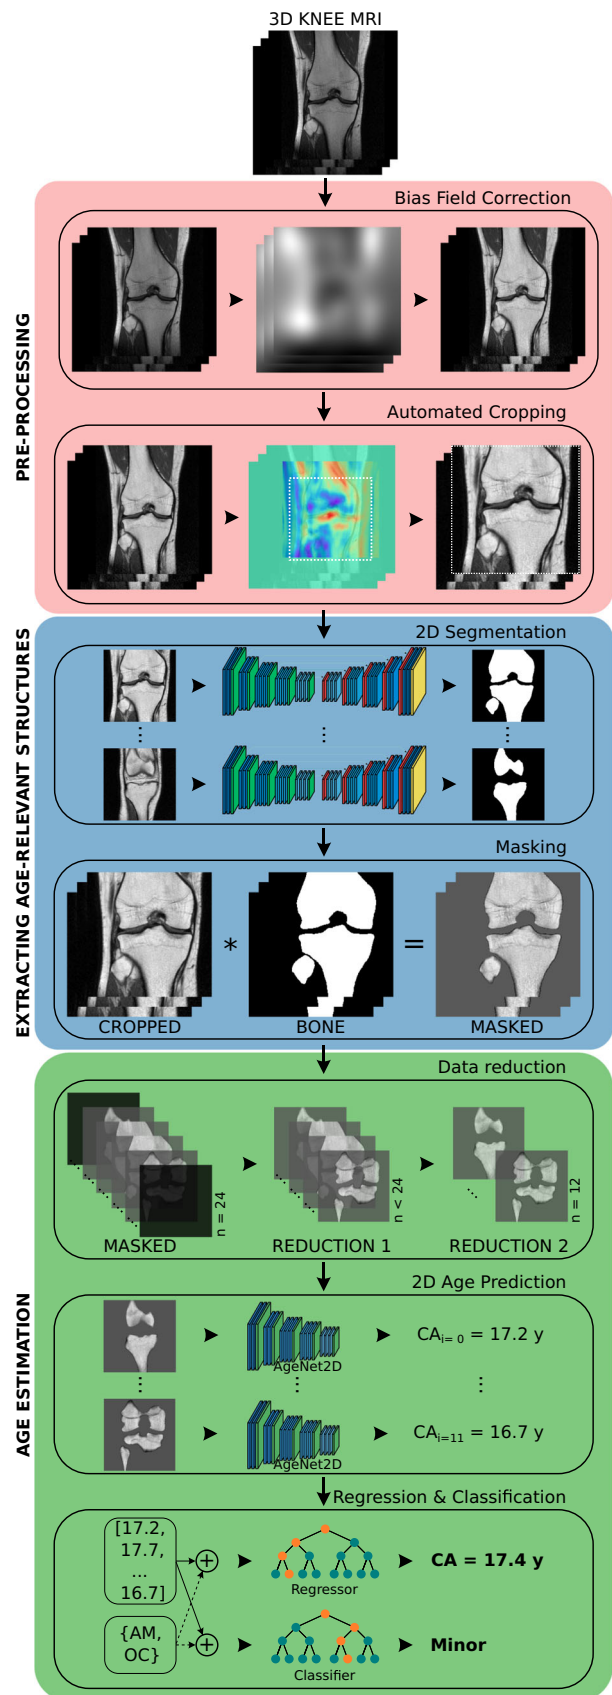 3D KNEE MRI
PRE-PROCESSING
Bias Field Correction
Automated Cropping
EXTRACTING AGE-RELEVANT STRUCTURES
2D Segmentation
Masking
*
=
CROPPED
BONE
MASKED
AGE ESTIMATION
Data reduction
n = 24
n < 24
n = 12
MASKED
REDUCTION 1
REDUCTION 2
2D Age Prediction
AgeNet2D
CAi= 0 = 17.2 y
AgeNet2D
CAi=11 = 16.7 y
Regression & Classification
[17.2,
17.7,
...
16.7]
+
Regressor
CA = 17.4 y
{AM,
OC}
+
Classifier
Minor